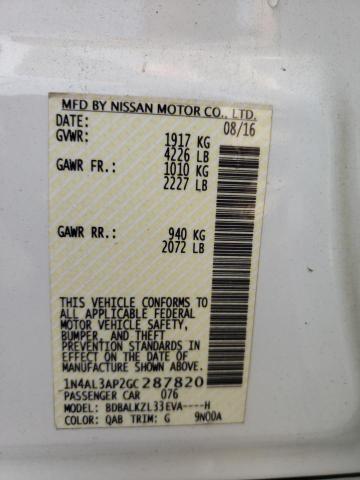 MFD BY NISSAN MOTOR CO., LTD.
DATE: 08/16
GVWR: 1917 KG
4226 LB
GAWR FR.: 1010 KG
2227 LB
GAWR RR.: 940 KG
2072 LB
THIS VEHICLE CONFORMS TO
ALL APPLICABLE FEDERAL
MOTOR VEHICLE SAFETY,
BUMPER, AND THEFT
PREVENTION STANDARDS IN
EFFECT ON THE DATE OF
MANUFACTURE SHOWN ABOVE.
1N4AL3AP2GC287820
PASSENGER CAR 076
MODEL: BDBALKZL33EVA----H
COLOR: QAB TRIM: G 9N00A